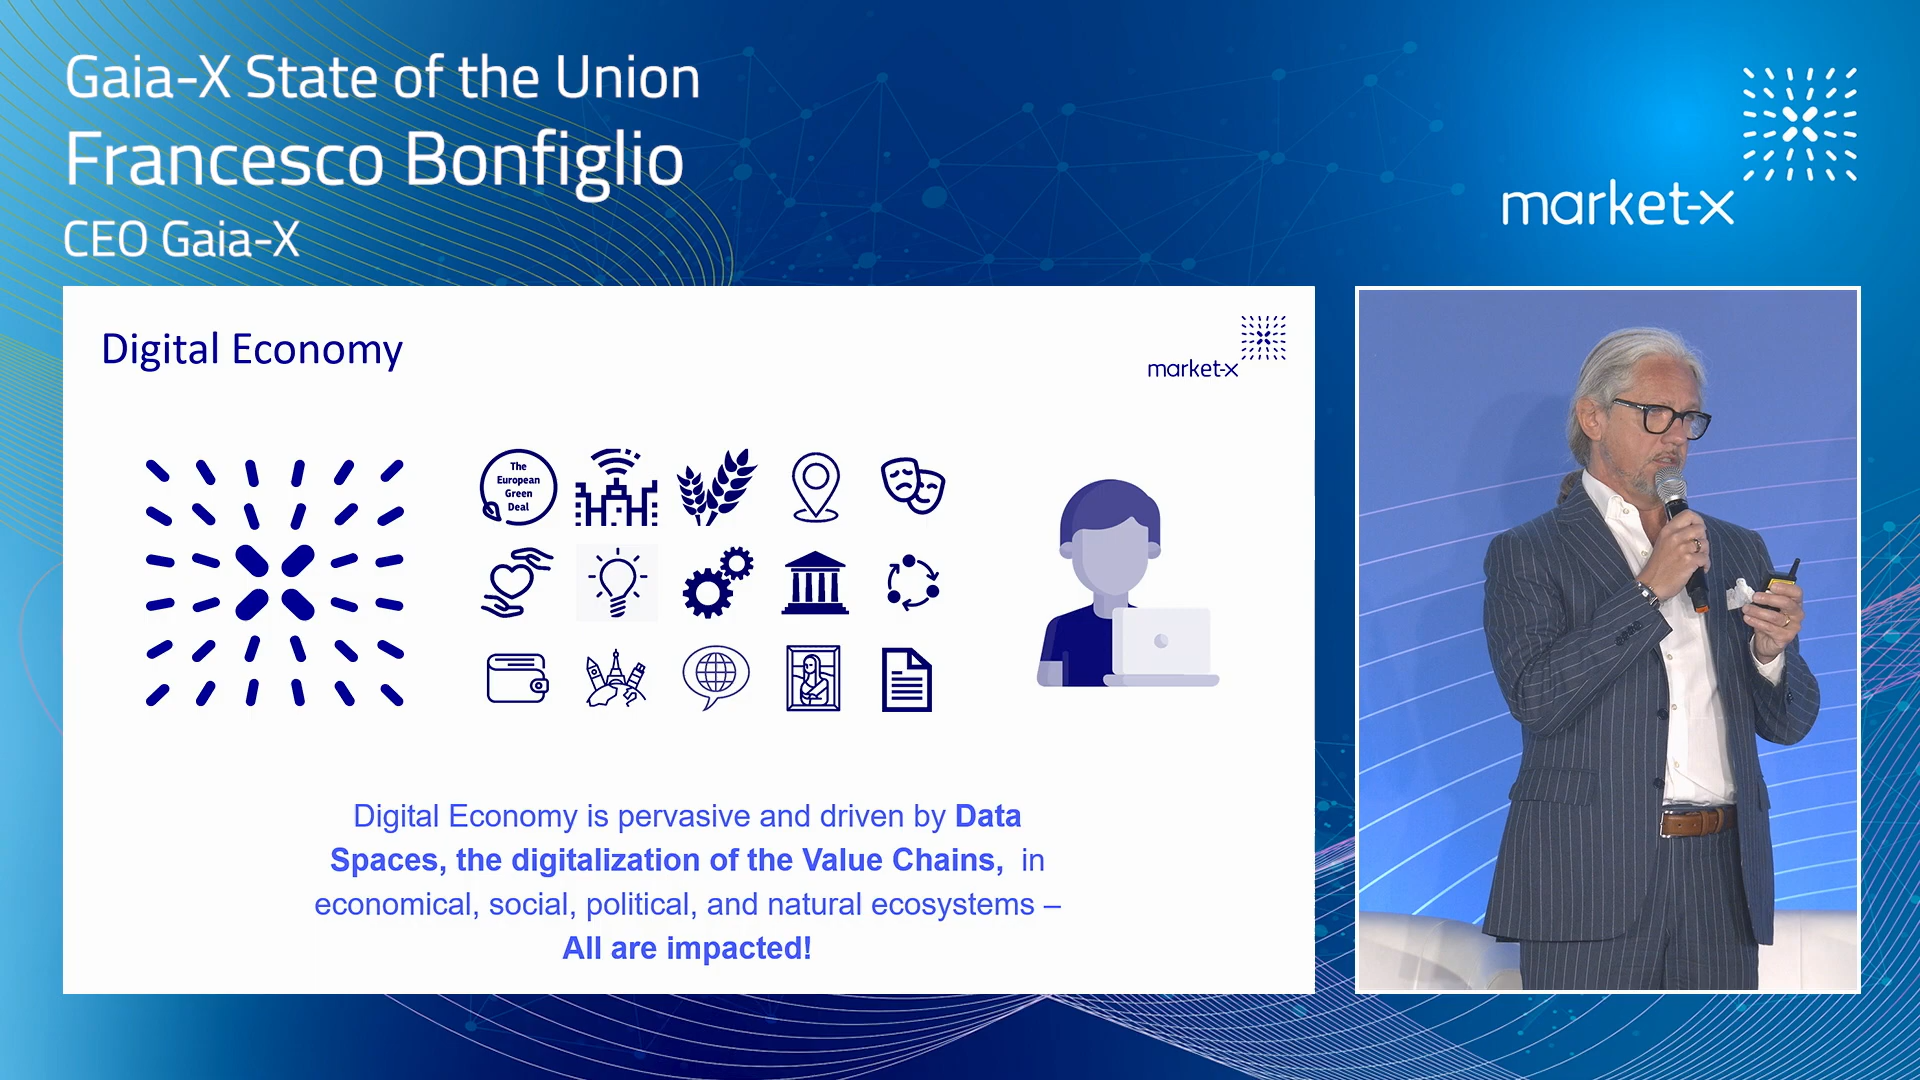 Gaia-X State of the Union
Francesco Bonfiglio
CEO Gaia-X
market-x
Digital Economy
market-x
The
European
Green
Deal
Digital Economy is pervasive and driven by Data
Spaces, the digitalization of the Value Chains, in
economical, social, political, and natural ecosystems –
All are impacted!